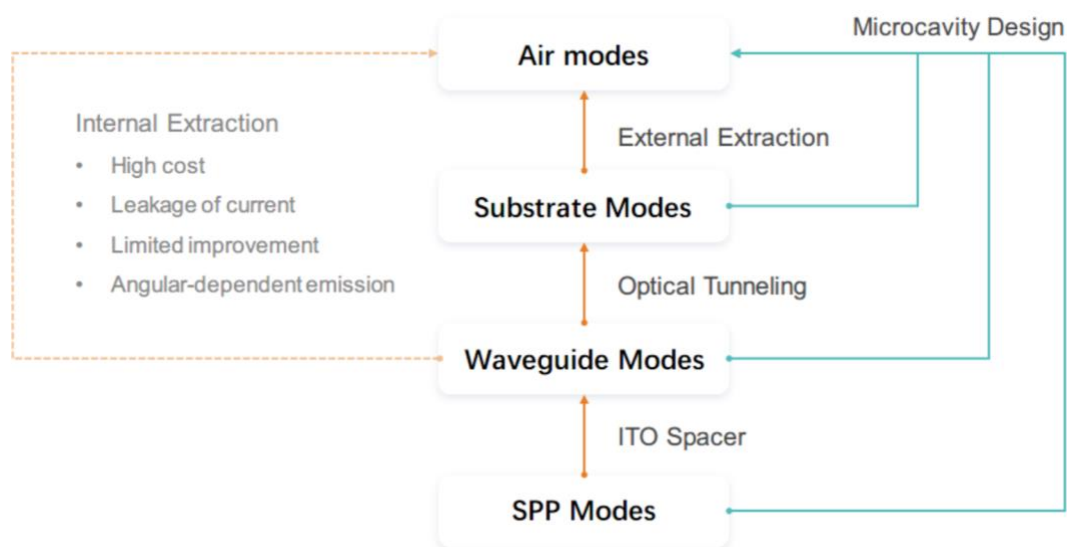 Microcavity Design
Air modes
Internal Extraction
• High cost
• Leakage of current
• Limited improvement
• Angular-dependent emission
External Extraction
Substrate Modes
Optical Tunneling
Waveguide Modes
ITO Spacer
SPP Modes